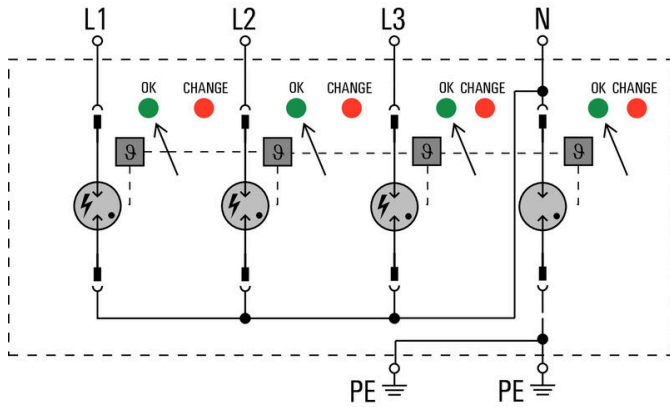 L1 L2 L3 N
OK CHANGE OK CHANGE OK CHANGE OK CHANGE
ϑ ϑ ϑ ϑ
PE PE